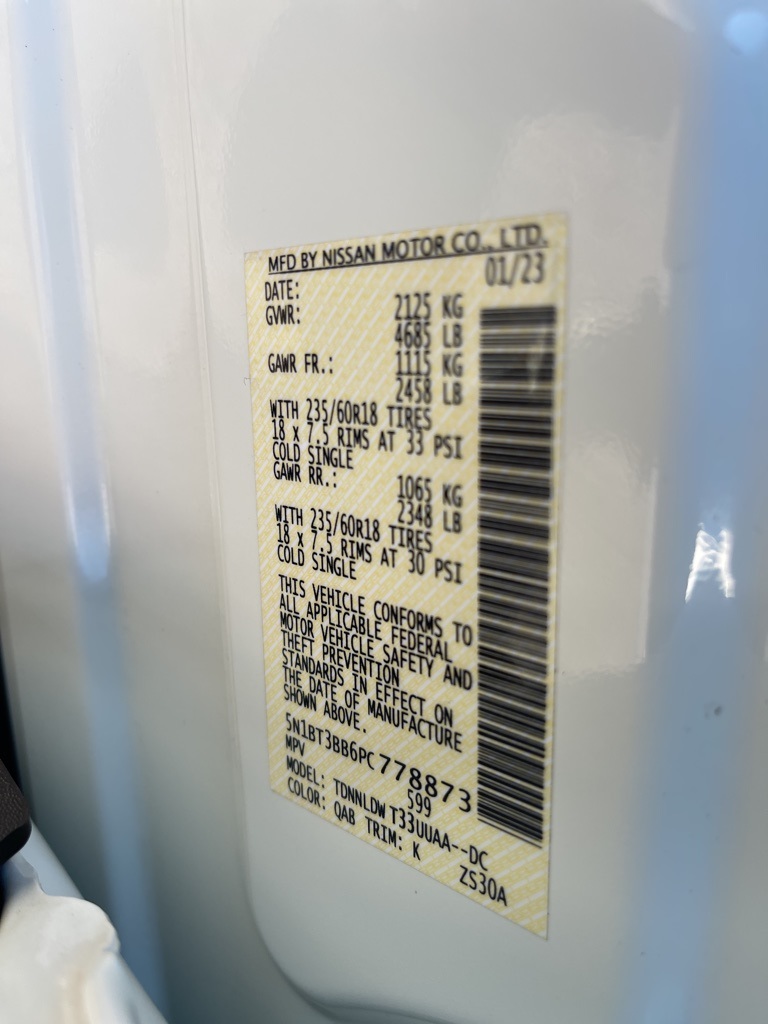 MFD BY NISSAN MOTOR CO., LTD.
DATE: 01/23
GVWR: 2125 KG
4685 LB
GAWR FR.: 1115 KG
2458 LB
WITH 235/60R18 TIRES
18 x 7.5 RIMS AT 33 PSI
COLD SINGLE
GAWR RR.: 1065 KG
2348 LB
WITH 235/60R18 TIRES
18 x 7.5 RIMS AT 30 PSI
COLD SINGLE
THIS VEHICLE CONFORMS TO
ALL APPLICABLE FEDERAL
MOTOR VEHICLE SAFETY AND
THEFT PREVENTION
STANDARDS IN EFFECT ON
THE DATE OF MANUFACTURE
SHOWN ABOVE.
5N1BT3BB6PC778873
MPV 599
MODEL: TDNNLDWT33UUAA--DC
COLOR: QAB TRIM: K ZS30A